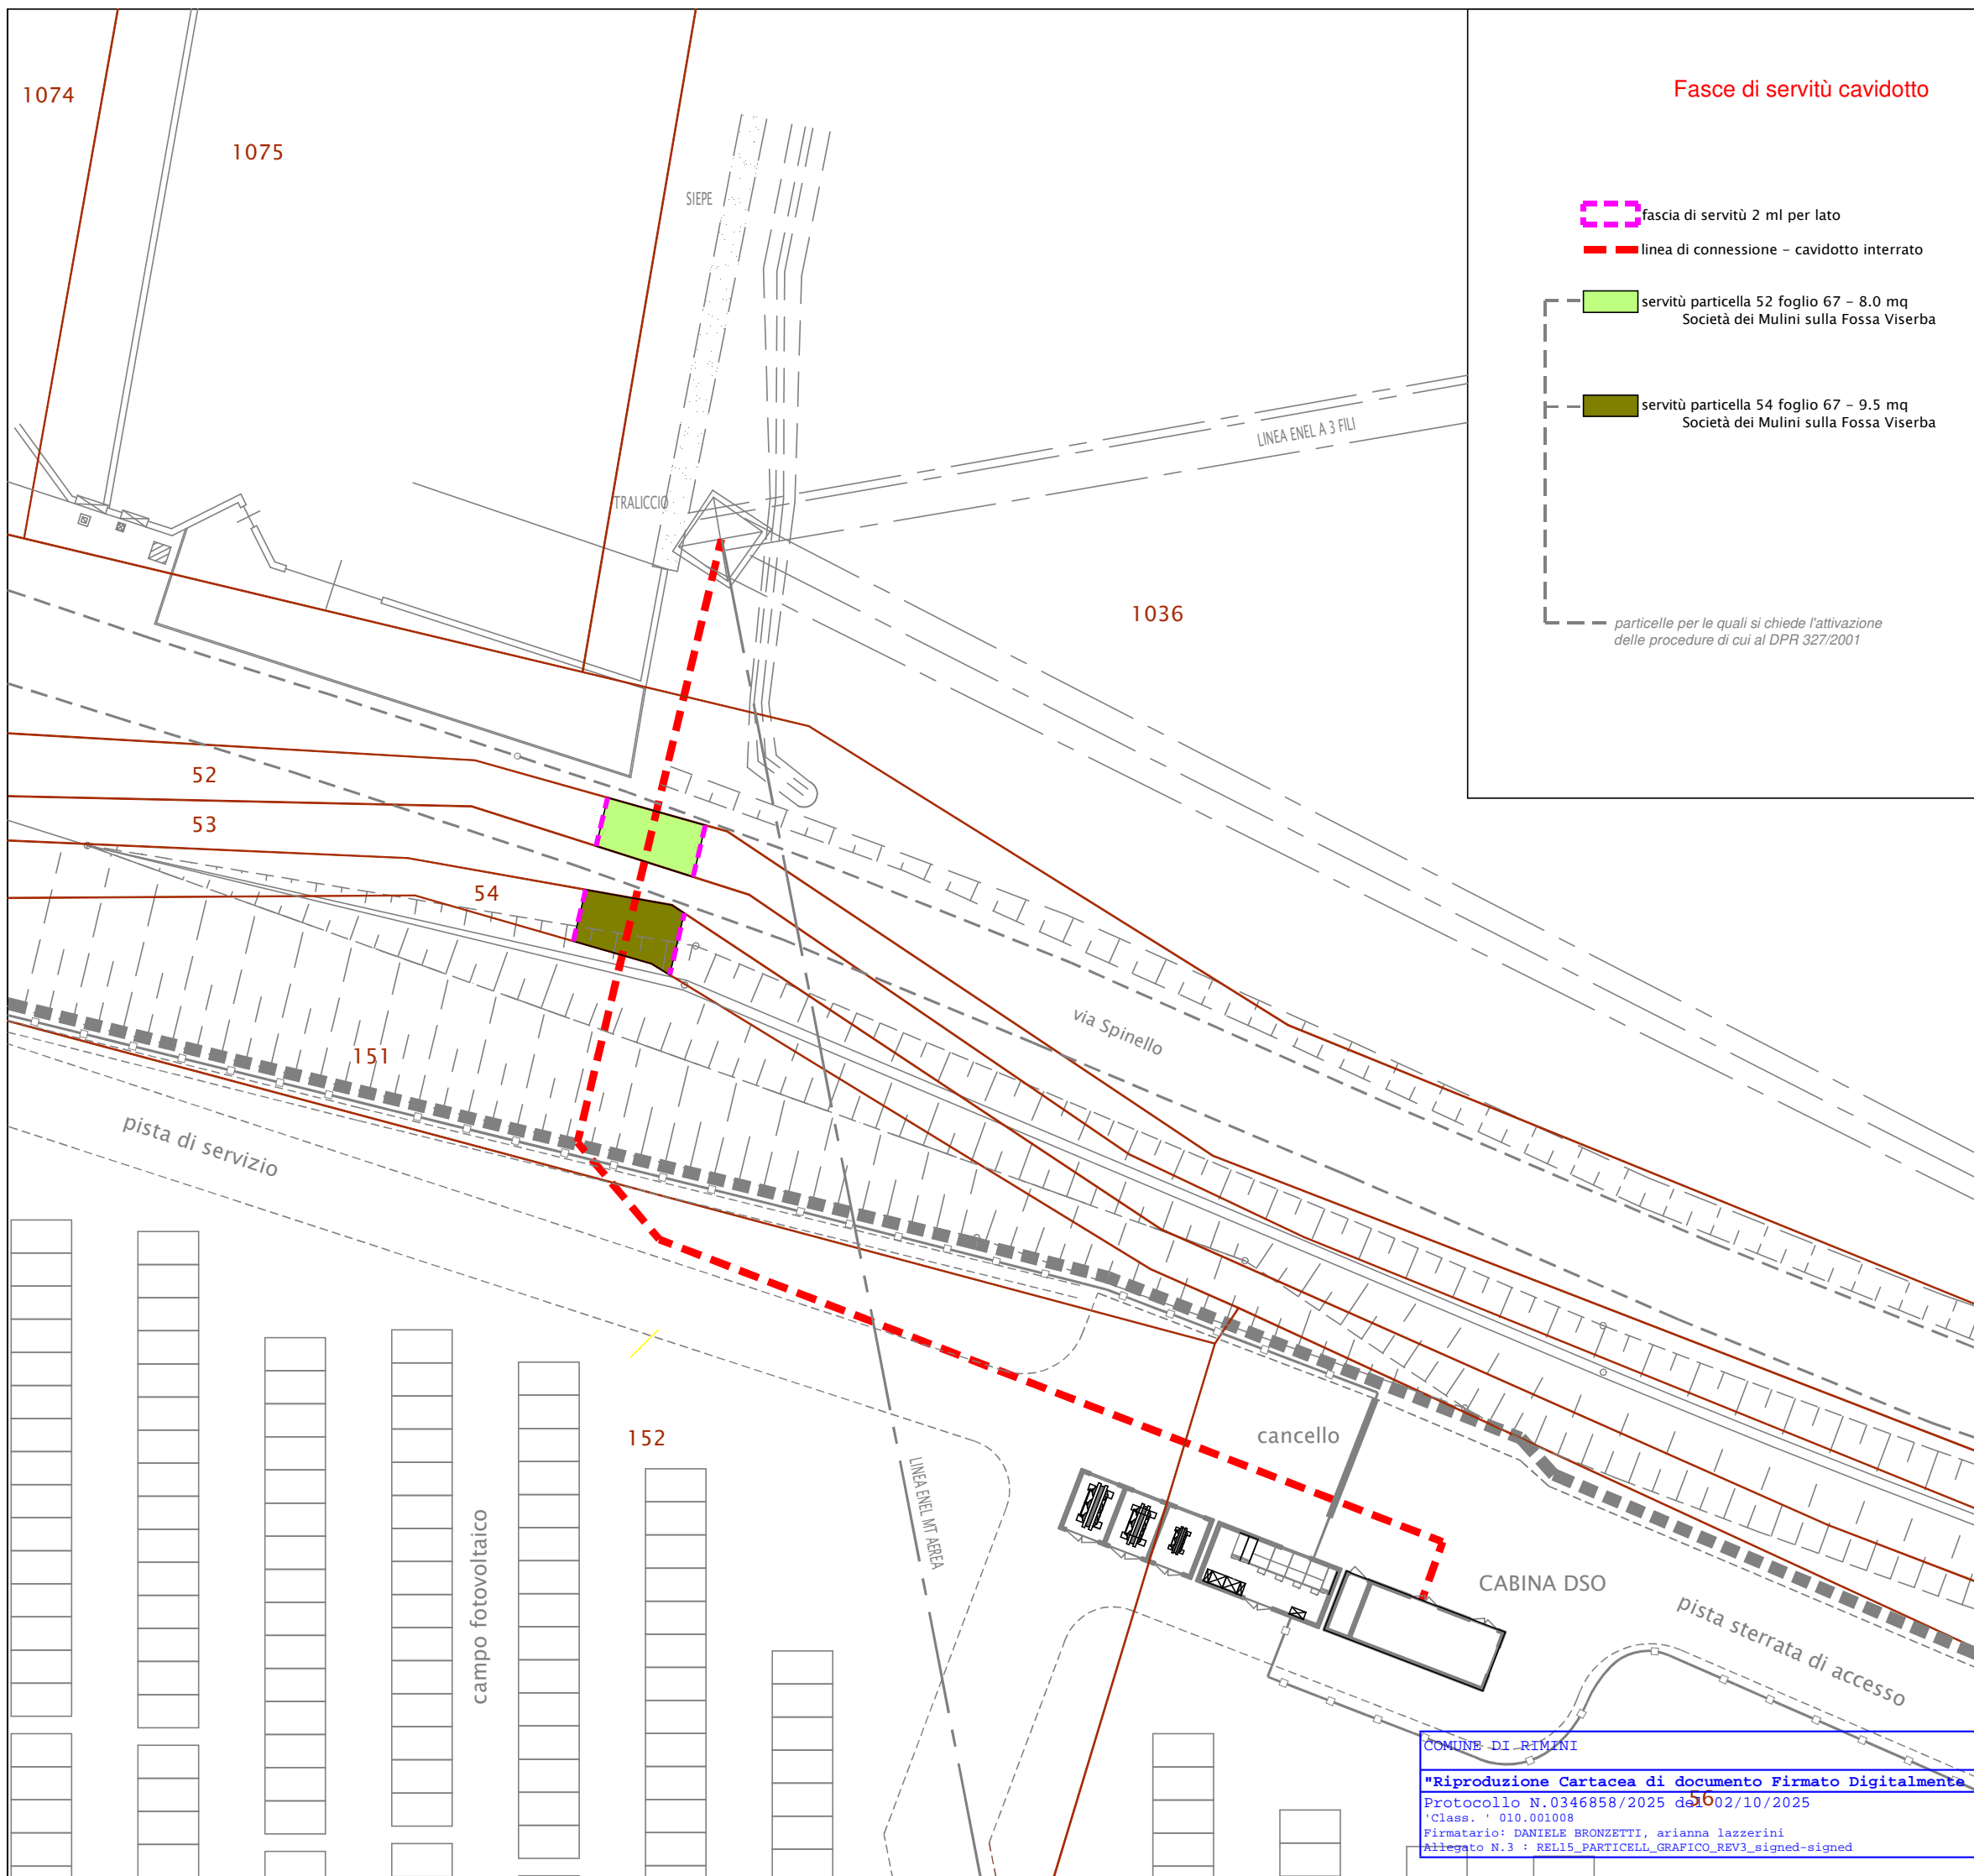 Fasce di servitù cavidotto
fascia di servitù 2 ml per lato
linea di connessione - cavidotto interrato
servitù particella 52 foglio 67 - 8.0 mq
Società dei Mulini sulla Fossa Viserba
servitù particella 54 foglio 67 - 9.5 mq
Società dei Mulini sulla Fossa Viserba
particelle per le quali si chiede l'attivazione
delle procedure di cui al DPR 327/2001
1074
1075
SIEPE
LINEA ENEL A 3 FILI
TRALICCIO
1036
52
53
54
via Spinello
151
pista di servizio
152
cancello
LINEA ENEL MT AEREA
campo fotovoltaico
CABINA DSO
pista sterrata di accesso
56
COMUNE DI RIMINI
"Riproduzione Cartacea di documento Firmato Digitalmente
Protocollo N.0346858/2025 del 02/10/2025
'Class. ' 010.001008
Firmatario: DANIELE BRONZETTI, arianna lazzerini
Allegato N.3 : REL15_PARTICELL_GRAFICO_REV3_signed-signed